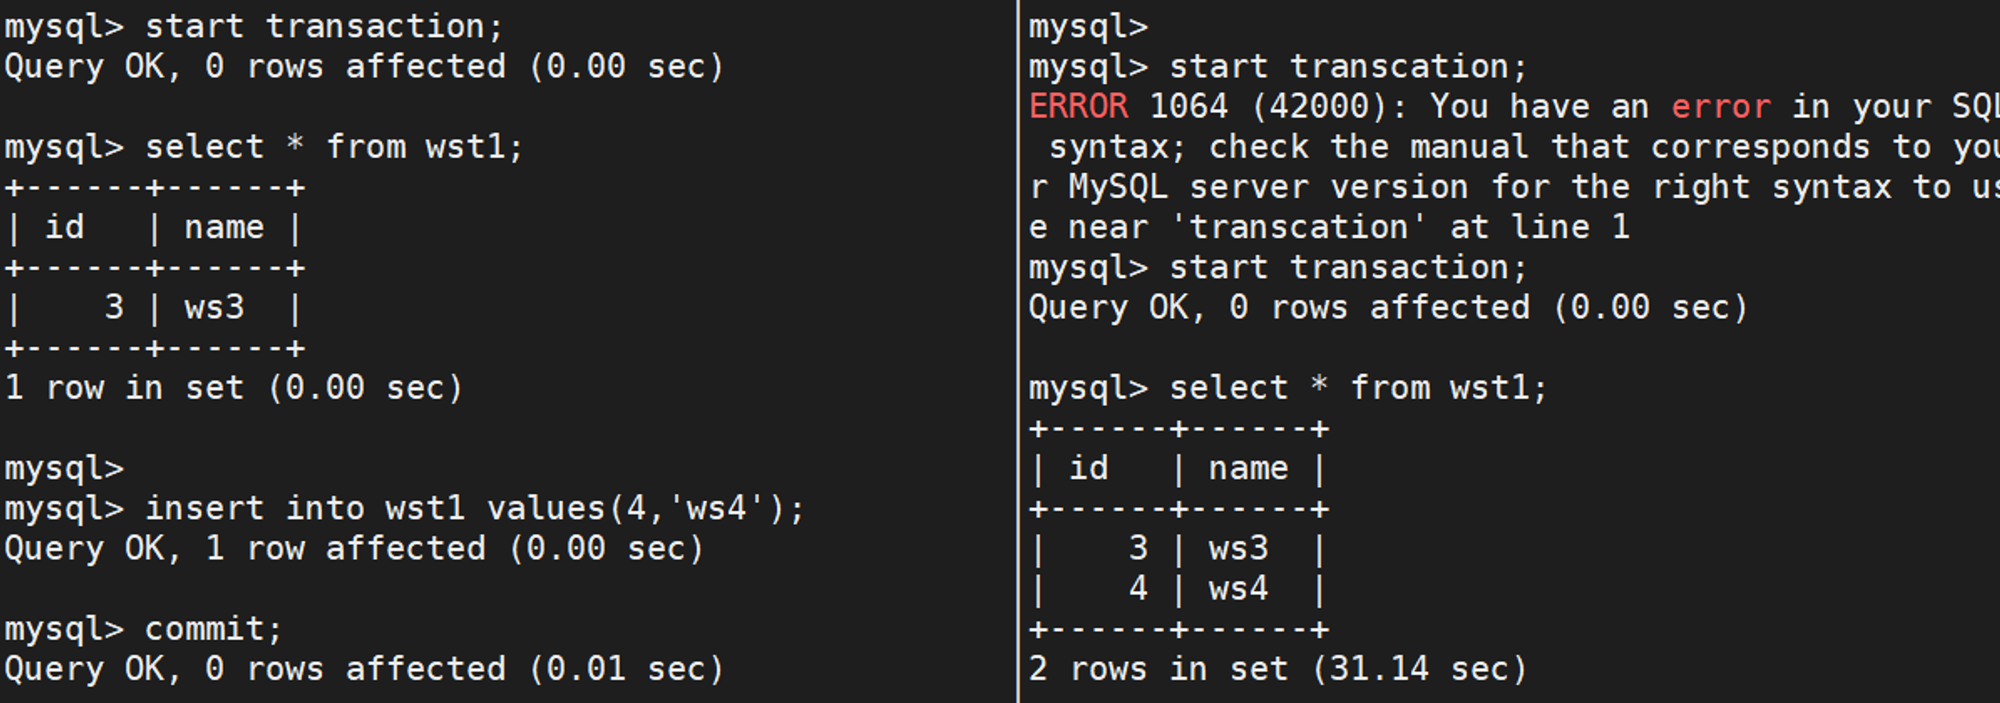 mysql> start transaction;
Query OK, 0 rows affected (0.00 sec)
mysql> select * from wst1;
+------+------+
| id   | name |
+------+------+
|    3 | ws3  |
+------+------+
1 row in set (0.00 sec)
mysql>
mysql> insert into wst1 values(4,'ws4');
Query OK, 1 row affected (0.00 sec)
mysql> commit;
Query OK, 0 rows affected (0.01 sec)
mysql>
mysql> start transcation;
ERROR 1064 (42000): You have an error in your SQL
 syntax; check the manual that corresponds to you
r MySQL server version for the right syntax to us
e near 'transcation' at line 1
mysql> start transaction;
Query OK, 0 rows affected (0.00 sec)
mysql> select * from wst1;
+------+------+
| id   | name |
+------+------+
|    3 | ws3  |
|    4 | ws4  |
+------+------+
2 rows in set (31.14 sec)